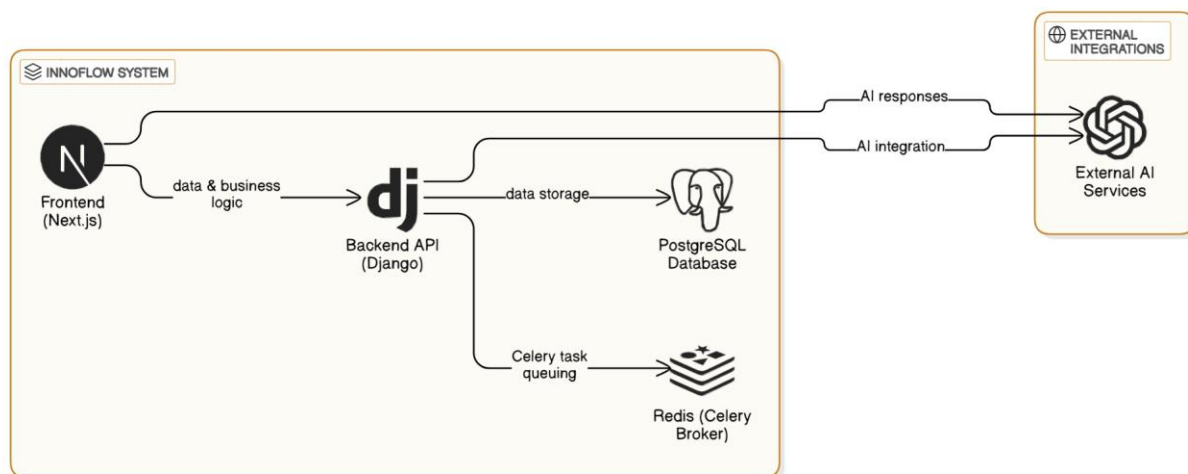 EXTERNAL
INTEGRATIONS
INNOFLOW SYSTEM
AI responses
AI integration
External AI
Services
Frontend
(Next.js)
data & business
logic
dj
Backend API
(Django)
data storage
PostgreSQL
Database
Celery task
queuing
Redis (Celery
Broker)